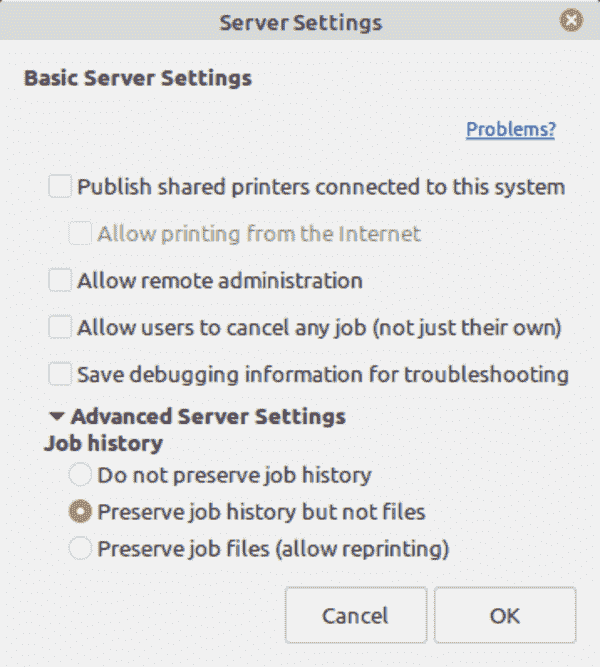 Server Settings
Basic Server Settings
Problems?
Publish shared printers connected to this system
Allow printing from the Internet
Allow remote administration
Allow users to cancel any job (not just their own)
Save debugging information for troubleshooting
Advanced Server Settings
Job history
Do not preserve job history
Preserve job history but not files
Preserve job files (allow reprinting)
Cancel OK